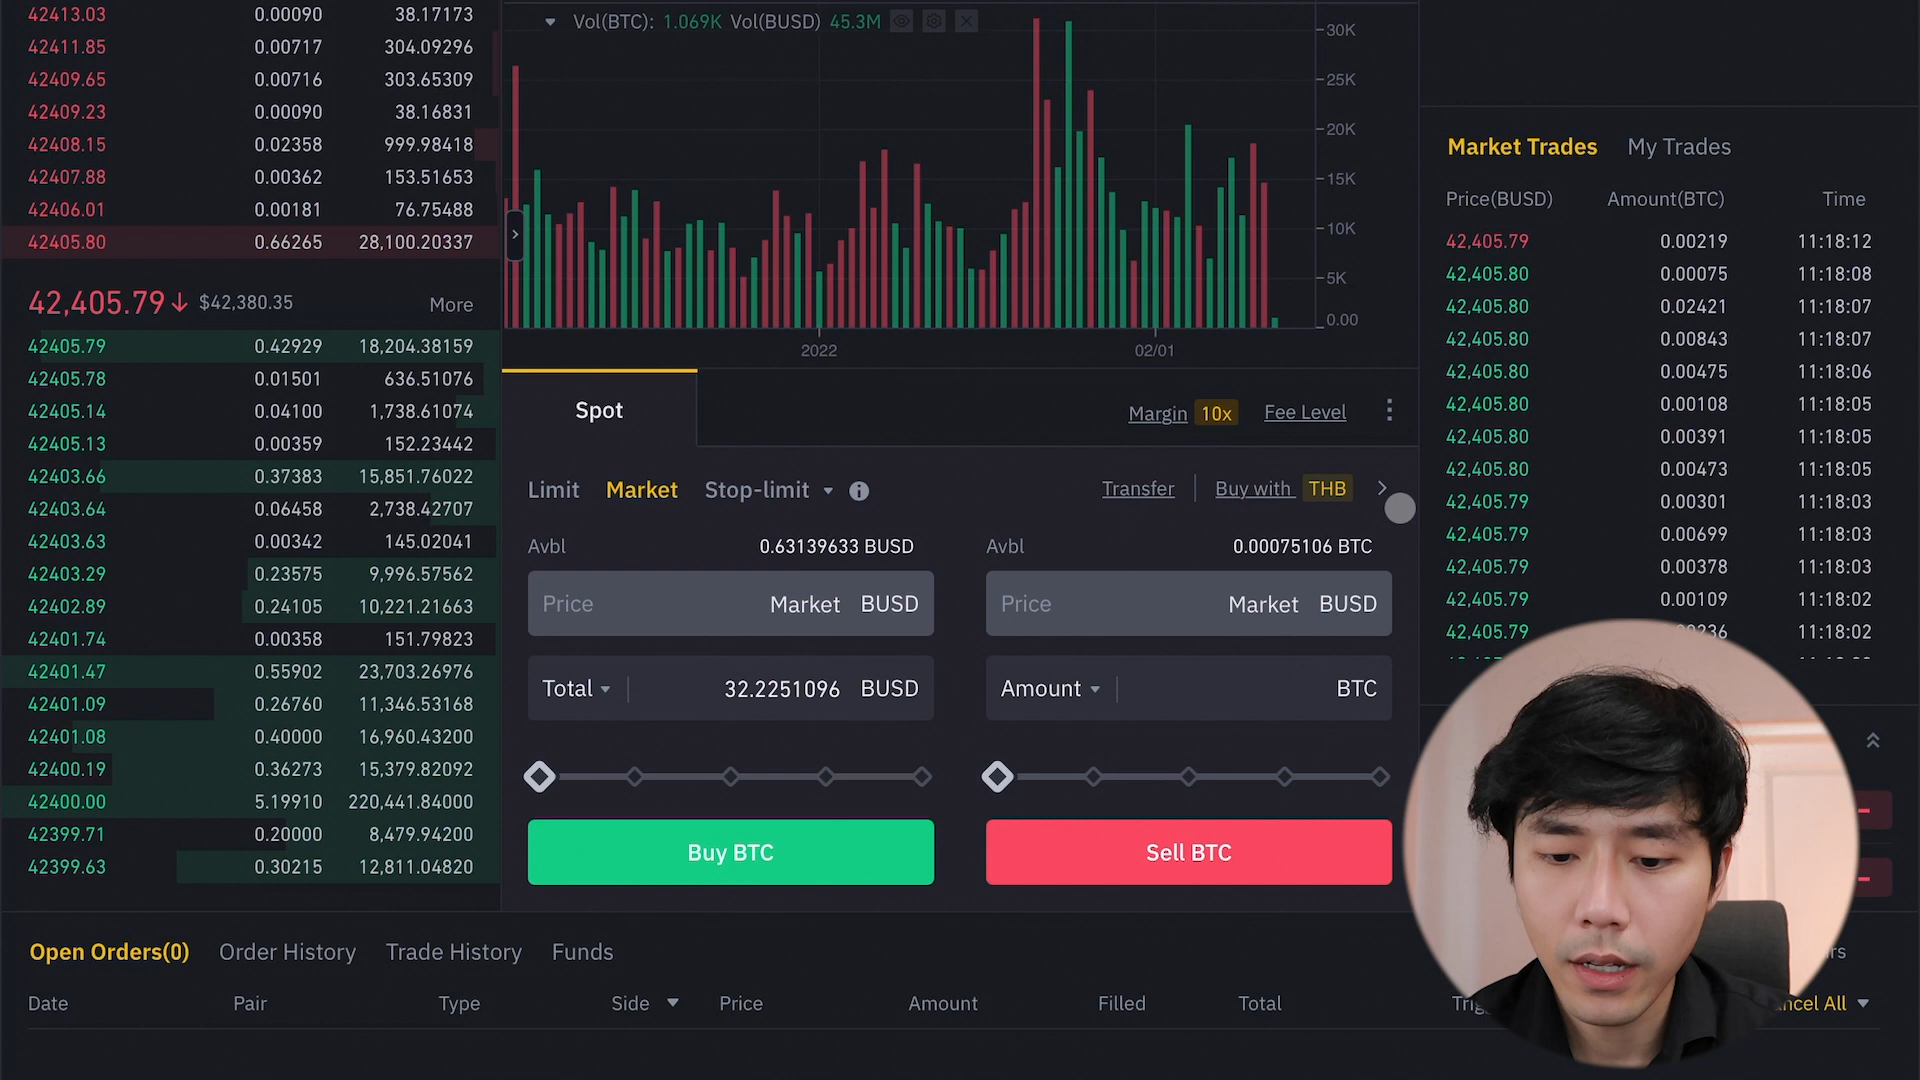 42413.03 0.00090 38.17173
42411.85 0.00717 304.09296
42409.65 0.00716 303.65309
42409.23 0.00090 38.16831
42408.15 0.02358 999.98418
42407.88 0.00362 153.51653
42406.01 0.00181 76.75488
42405.80 0.66265 28,100.20337
42,405.79 $42,380.35 More
42405.79 0.42929 18,204.38159
42405.78 0.01501 636.51076
42405.14 0.04100 1,738.61074
42405.13 0.00359 152.23442
42403.66 0.37383 15,851.76022
42403.64 0.06458 2,738.42707
42403.63 0.00342 145.02041
42403.29 0.23575 9,996.57562
42402.89 0.24105 10,221.21663
42401.74 0.00358 151.79823
42401.47 0.55902 23,703.26976
42401.09 0.26760 11,346.53168
42401.08 0.40000 16,960.43200
42400.19 0.36273 15,379.82092
42400.00 5.19910 220,441.84000
42399.71 0.20000 8,479.94200
42399.63 0.30215 12,811.04820
Vol(BTC): 1.069K Vol(BUSD) 45.3M
30K
25K
20K
15K
10K
5K
0.00
2022 02/01
Spot
Margin 10x Fee Level
Limit Market Stop-limit
Transfer Buy with THB
Avbl 0.63139633 BUSD
Price Market BUSD
Total 32.2251096 BUSD
Buy BTC
Avbl 0.00075106 BTC
Price Market BUSD
Amount BTC
Sell BTC
Market Trades My Trades
Price(BUSD) Amount(BTC) Time
42,405.79 0.00219 11:18:12
42,405.80 0.00075 11:18:08
42,405.80 0.02421 11:18:07
42,405.80 0.00843 11:18:07
42,405.80 0.00475 11:18:06
42,405.80 0.00108 11:18:05
42,405.80 0.00391 11:18:05
42,405.80 0.00473 11:18:05
42,405.79 0.00301 11:18:03
42,405.79 0.00699 11:18:03
42,405.79 0.00378 11:18:03
42,405.79 0.00109 11:18:02
42,405.79 11:18:02
Open Orders(0) Order History Trade History Funds
Date Pair Type Side Price Amount Filled Total All